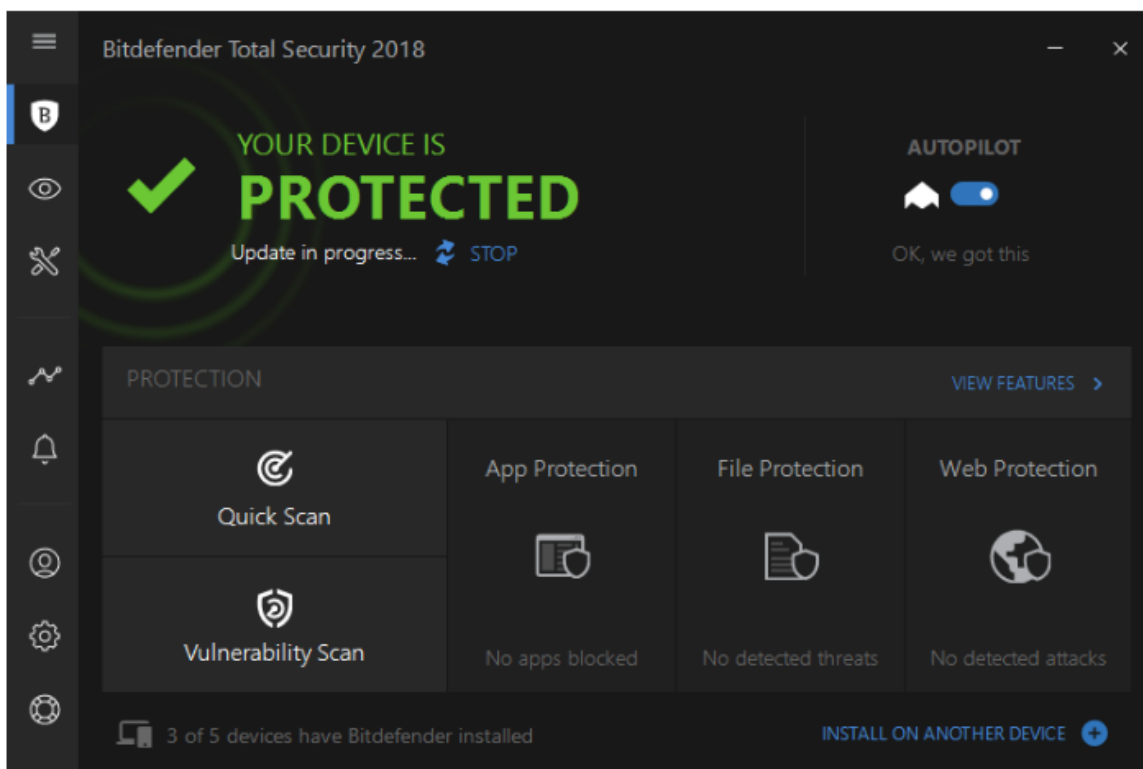 Bitdefender Total Security 2018
B
YOUR DEVICE IS
PROTECTED
Update in progress... STOP
AUTOPILOT
OK, we got this
PROTECTION
VIEW FEATURES >
Quick Scan
Vulnerability Scan
App Protection
No apps blocked
File Protection
No detected threats
Web Protection
No detected attacks
3 of 5 devices have Bitdefender installed
INSTALL ON ANOTHER DEVICE